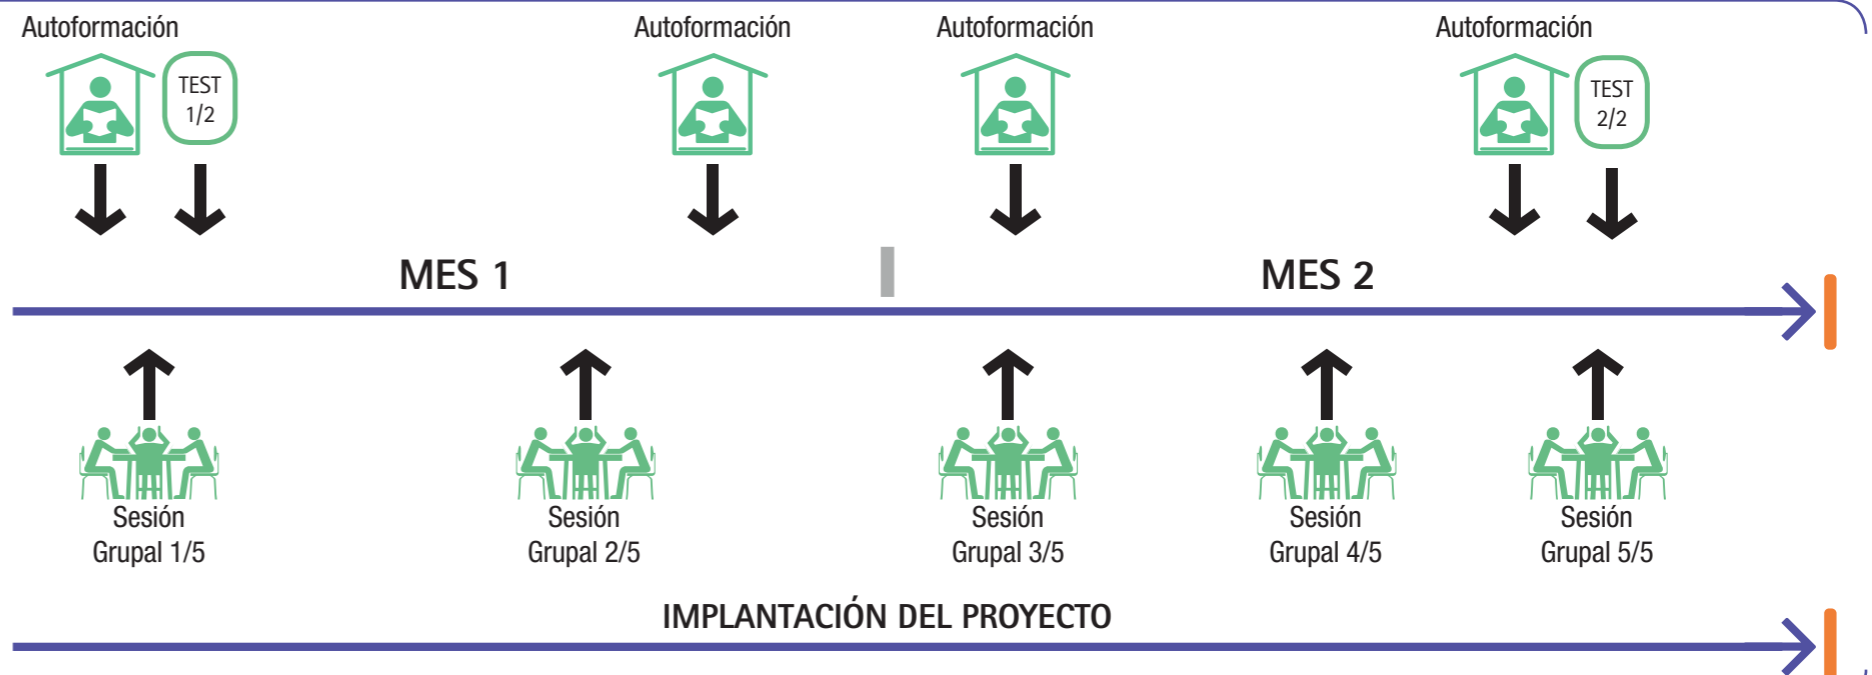 Autoformación
Autoformación
Autoformación
Autoformación
TEST
1/2
TEST
2/2
MES 1
MES 2
Sesión
Grupal 1/5
Sesión
Grupal 2/5
Sesión
Grupal 3/5
Sesión
Grupal 4/5
Sesión
Grupal 5/5
IMPLANTACIÓN DEL PROYECTO